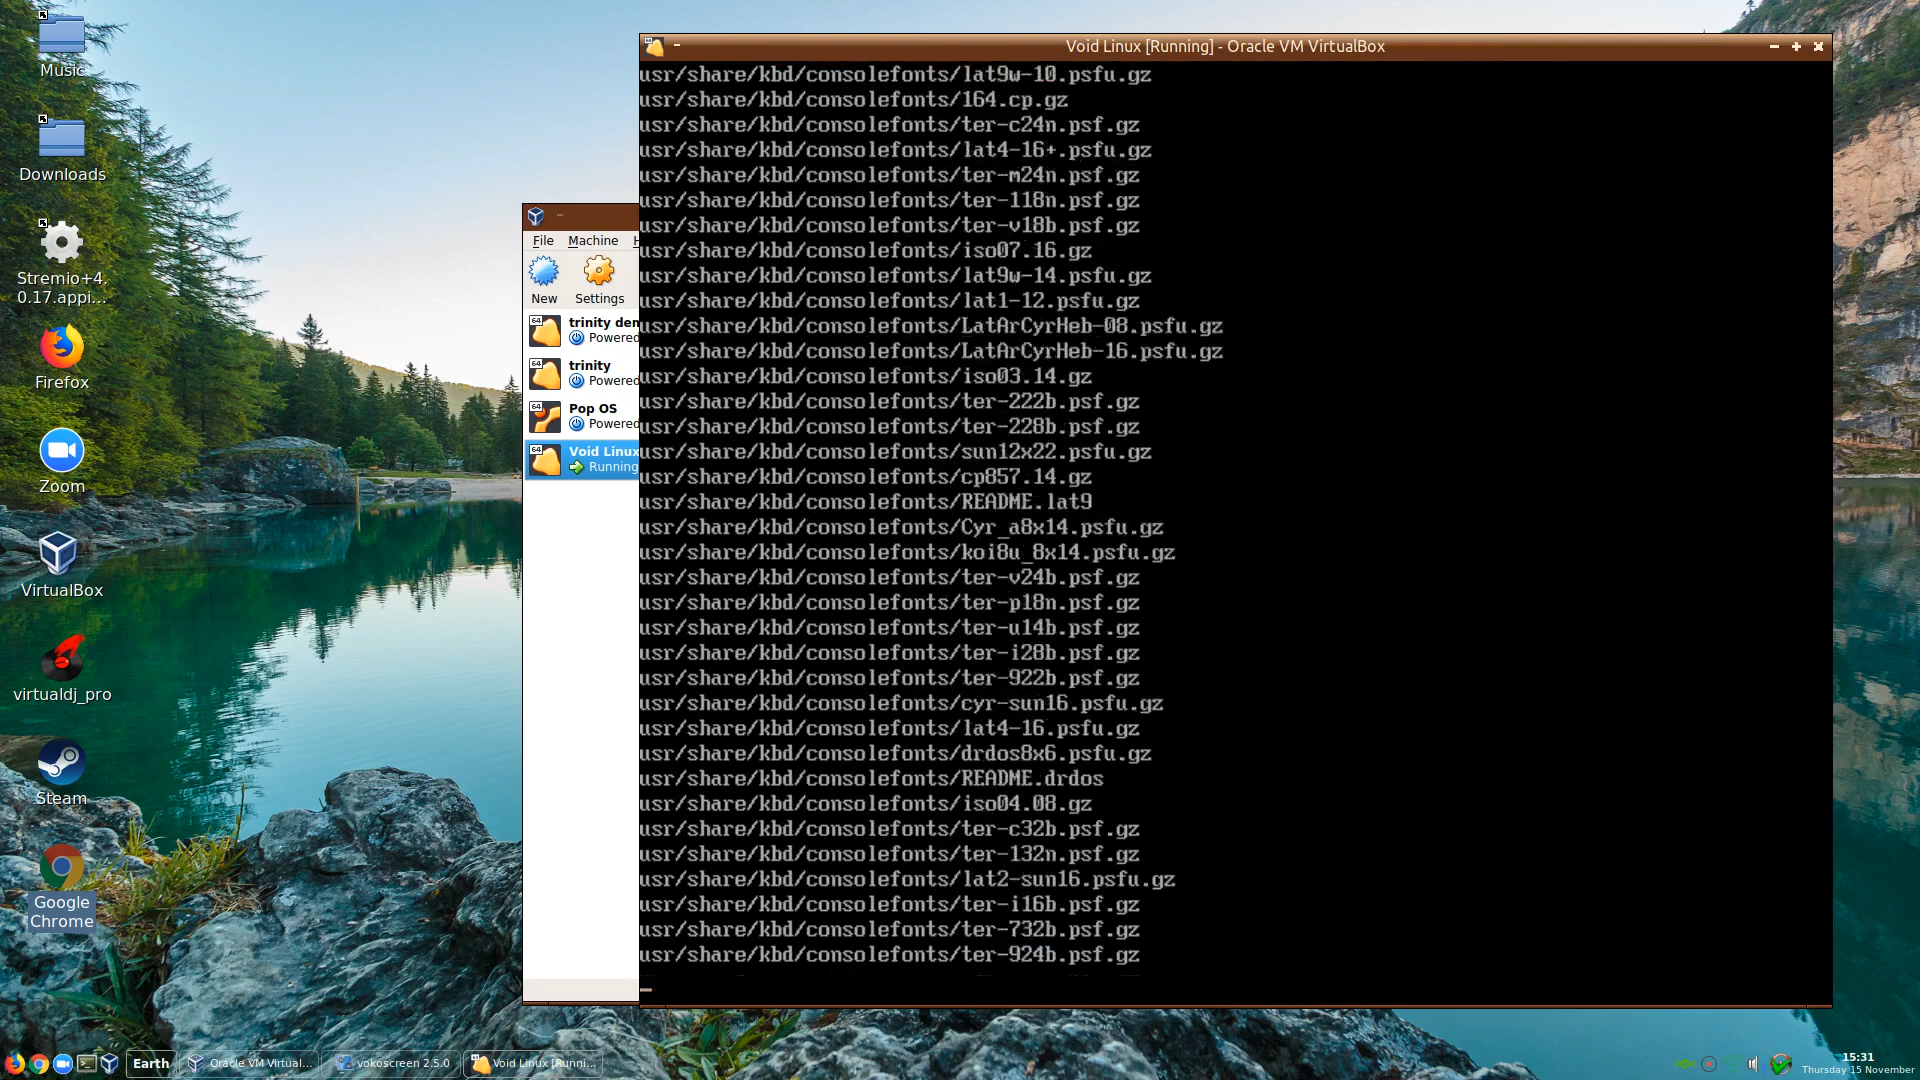 Music
Downloads
Stremio+4.
0.17.appi...
Firefox
Zoom
VirtualBox
virtualdj_pro
Steam
Google
Chrome
File Machine H
New Settings
64
trinity den
Powered
64
trinity
Powered
64
Pop OS
Powered
64
Void Linux
Running
Void Linux [Running] - Oracle VM VirtualBox
usr/share/kbd/consolefonts/lat9w-10.psfu.gz
usr/share/kbd/consolefonts/164.cp.gz
usr/share/kbd/consolefonts/ter-c24n.psf.gz
usr/share/kbd/consolefonts/lat4-16+.psfu.gz
usr/share/kbd/consolefonts/ter-m24n.psf.gz
usr/share/kbd/consolefonts/ter-118n.psf.gz
usr/share/kbd/consolefonts/ter-v18b.psf.gz
usr/share/kbd/consolefonts/iso07.16.gz
usr/share/kbd/consolefonts/lat9w-14.psfu.gz
usr/share/kbd/consolefonts/lat1-12.psfu.gz
usr/share/kbd/consolefonts/LatArCyrHeb-08.psfu.gz
usr/share/kbd/consolefonts/LatArCyrHeb-16.psfu.gz
usr/share/kbd/consolefonts/iso03.14.gz
usr/share/kbd/consolefonts/ter-222b.psf.gz
usr/share/kbd/consolefonts/ter-228b.psf.gz
usr/share/kbd/consolefonts/sun12x22.psfu.gz
usr/share/kbd/consolefonts/cp857.14.gz
usr/share/kbd/consolefonts/README.lat9
usr/share/kbd/consolefonts/Cyr_a8x14.psfu.gz
usr/share/kbd/consolefonts/koi8u_8x14.psfu.gz
usr/share/kbd/consolefonts/ter-v24b.psf.gz
usr/share/kbd/consolefonts/ter-p18n.psf.gz
usr/share/kbd/consolefonts/ter-u14b.psf.gz
usr/share/kbd/consolefonts/ter-i28b.psf.gz
usr/share/kbd/consolefonts/ter-922b.psf.gz
usr/share/kbd/consolefonts/cyr-sun16.psfu.gz
usr/share/kbd/consolefonts/lat4-16.psfu.gz
usr/share/kbd/consolefonts/drdos8x6.psfu.gz
usr/share/kbd/consolefonts/README.drdos
usr/share/kbd/consolefonts/iso04.08.gz
usr/share/kbd/consolefonts/ter-c32b.psf.gz
usr/share/kbd/consolefonts/ter-132n.psf.gz
usr/share/kbd/consolefonts/lat2-sun16.psfu.gz
usr/share/kbd/consolefonts/ter-i16b.psf.gz
usr/share/kbd/consolefonts/ter-732b.psf.gz
usr/share/kbd/consolefonts/ter-924b.psf.gz
Earth
Oracle VM Virtual...
vokoscreen 2.5.0
Void Linux [Runni...
15:31
Thursday 15 November